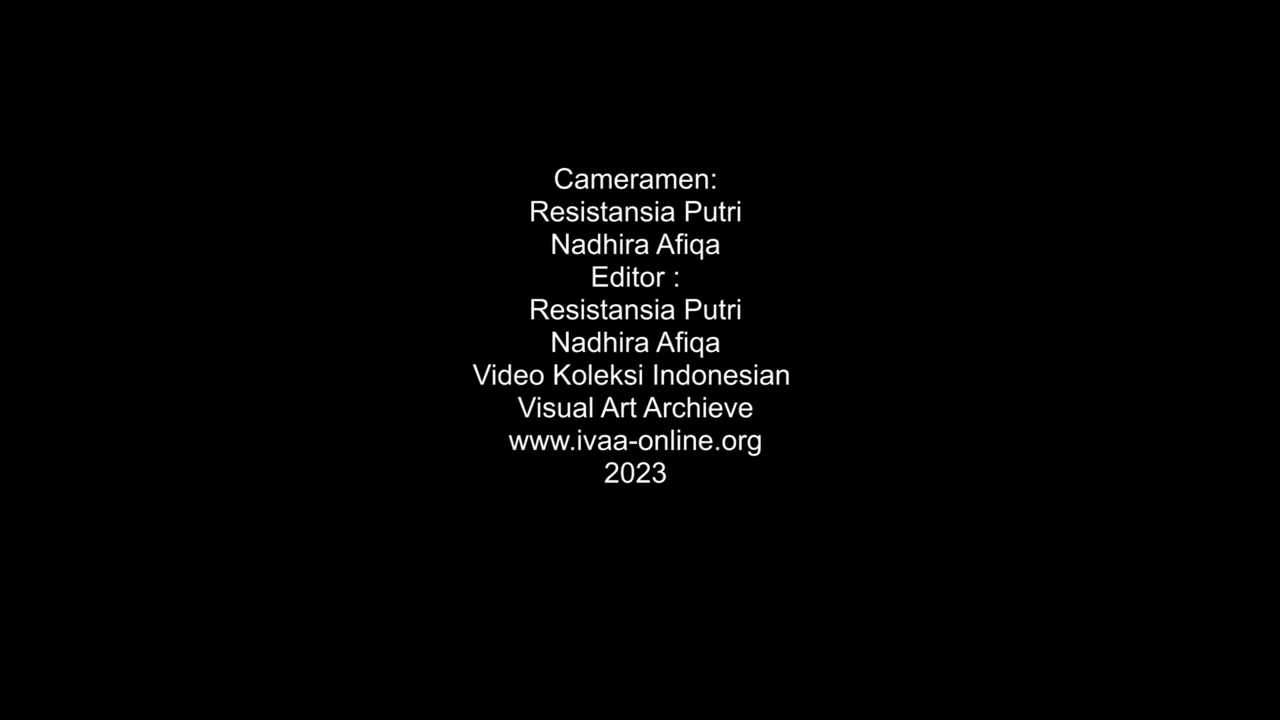 Cameramen:
Resistansia Putri
Nadhira Afiqa
Editor :
Resistansia Putri
Nadhira Afiqa
Video Koleksi Indonesian
Visual Art Archieve
www.ivaa-online.org
2023